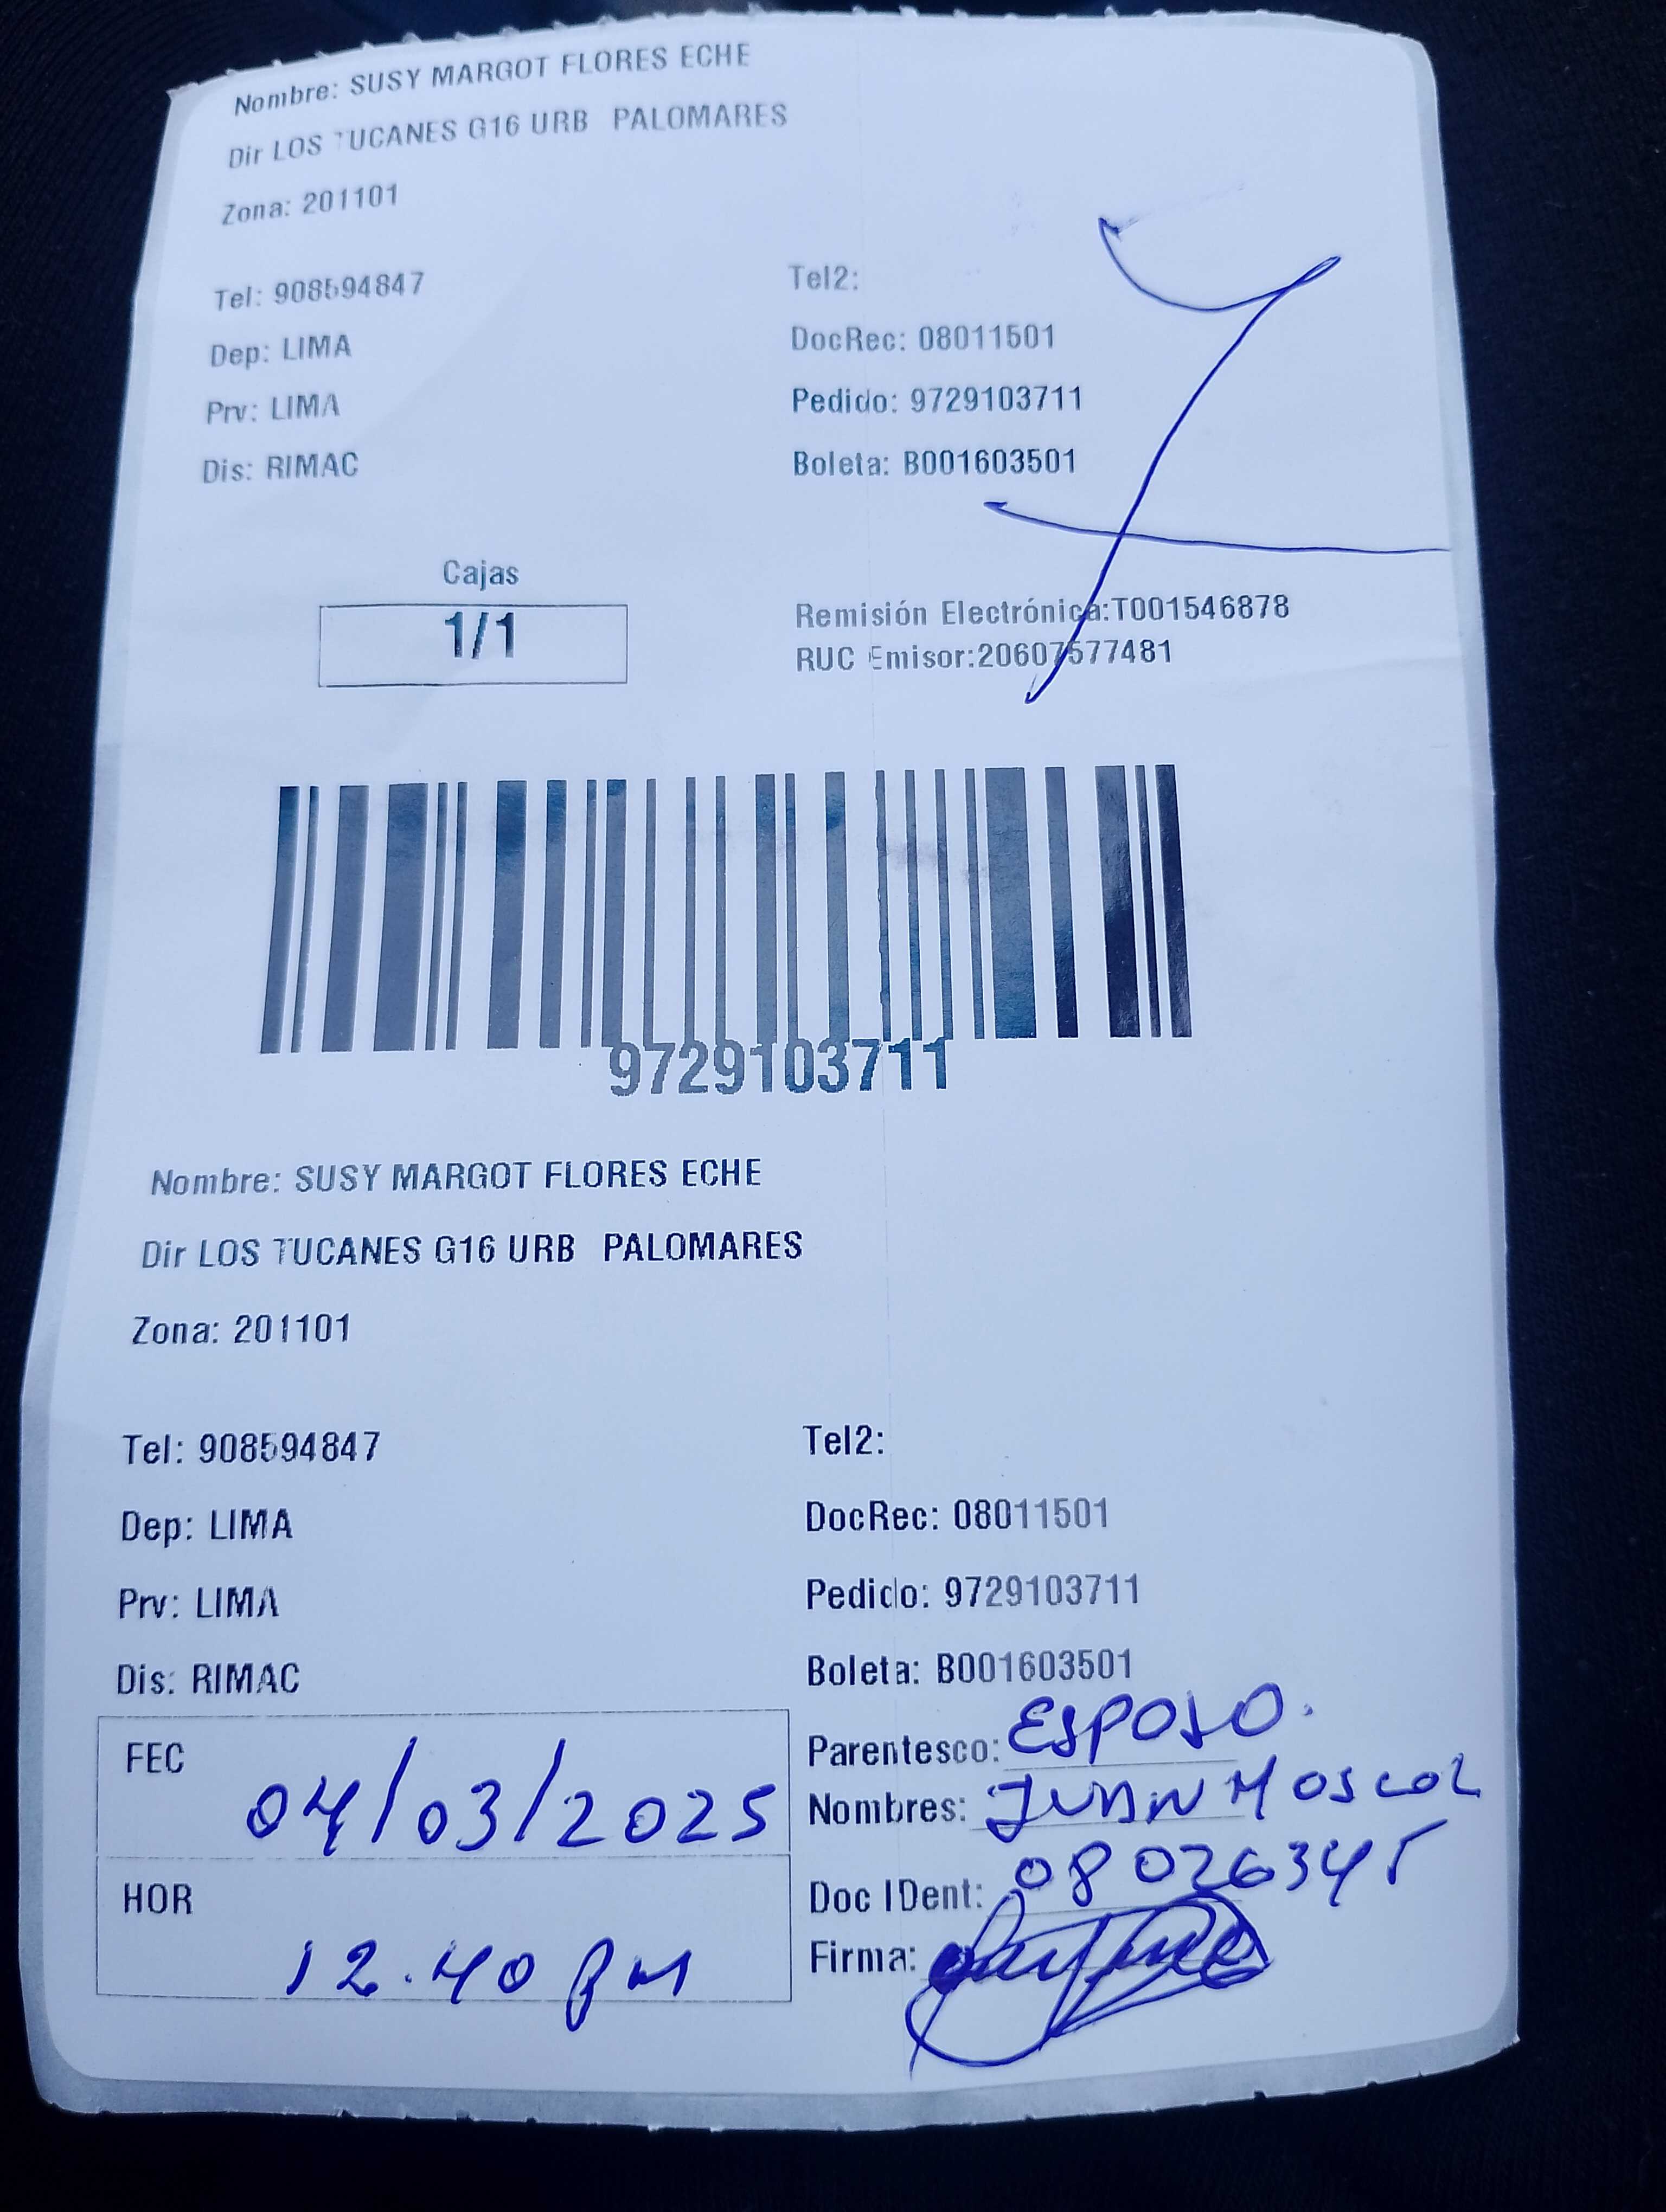 Nombre: SUSY MARGOT FLORES ECHE
Dir LOS TUCANES G16 URB PALOMARES
Zona: 201101
Tel: 908594847
Tel2:
Dep: LIMA
DocRec: 08011501
Prv: LIMA
Pedido: 9729103711
Dis: RIMAC
Boleta: B001603501
Cajas
1/1
Remisión Electrónica:T001546878
RUC Emisor:20607577481
9729103711
Nombre: SUSY MARGOT FLORES ECHE
Dir LOS TUCANES G16 URB PALOMARES
Zona: 201101
Tel: 908594847
Tel2:
Dep: LIMA
DocRec: 08011501
Prv: LIMA
Pedido: 9729103711
Dis: RIMAC
Boleta: B001603501
FEC
04/03/2025
Parentesco: ESPOSO.
Nombres: JUAN MOSCOL
HOR
12.40 pm
Doc IDent: 08026345
Firma: